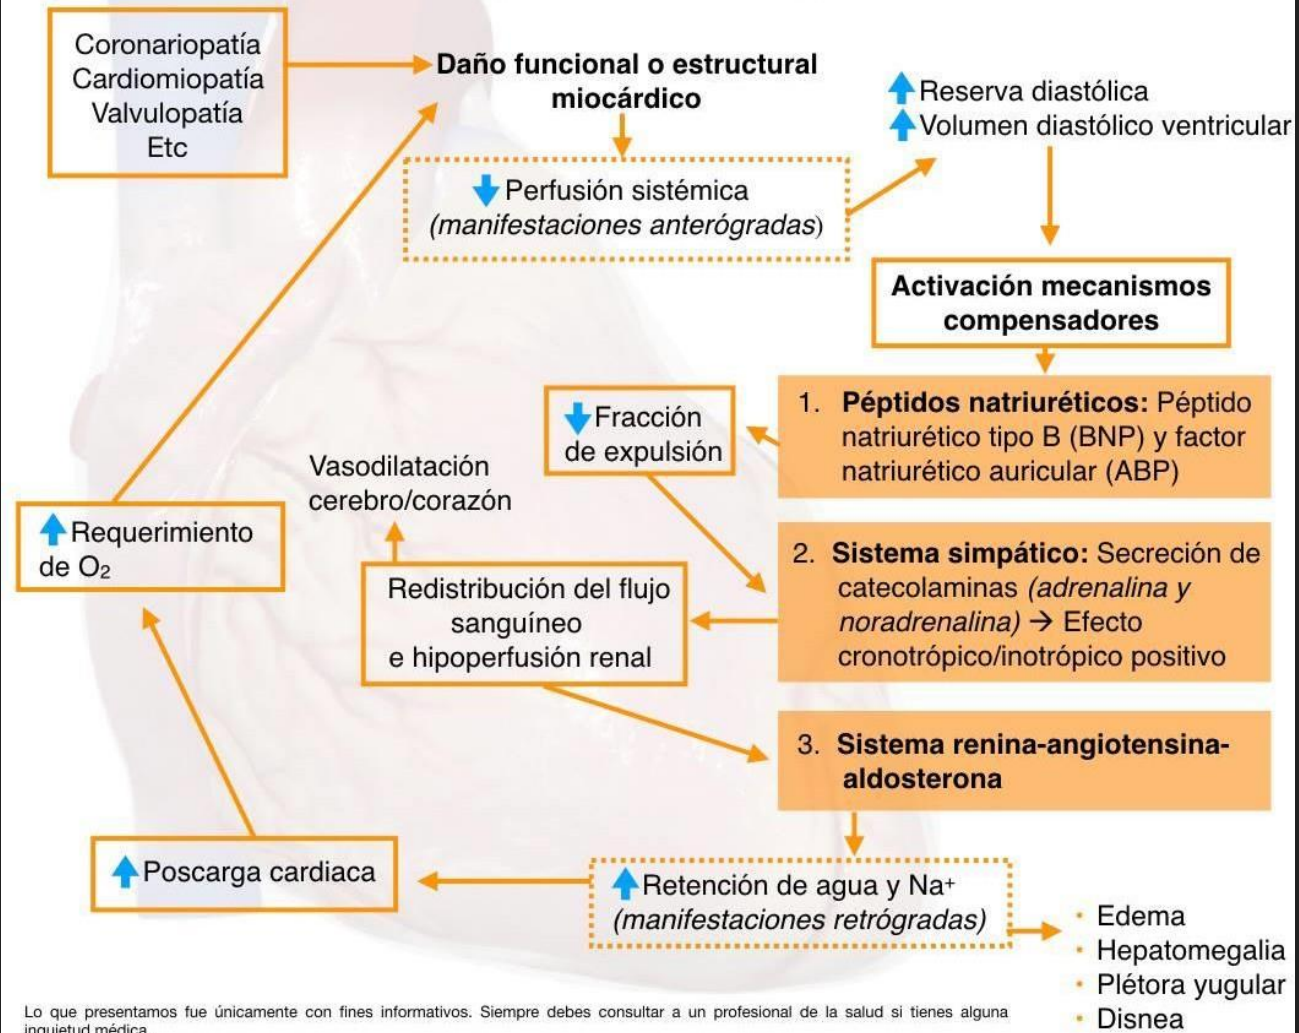 Coronariopatía
Cardiomiopatía
Valvulopatía
Etc
Daño funcional o estructural
miocárdico
Perfusión sistémica
(manifestaciones anterógradas)
Reserva diastólica
Volumen diastólico ventricular
Activación mecanismos
compensadores
1. Péptidos natriuréticos: Péptido
natriurético tipo B (BNP) y factor
natriurético auricular (ABP)
Fracción
de expulsión
2. Sistema simpático: Secreción de
catecolaminas (adrenalina y
noradrenalina) → Efecto
cronotrópico/inotrópico positivo
Vasodilatación
cerebro/corazón
Redistribución del flujo
sanguíneo
e hipoperfusión renal
3. Sistema renina-angiotensina-
aldosterona
Retención de agua y Na+
(manifestaciones retrógradas)
• Edema
• Hepatomegalia
• Plétora yugular
• Disnea
Poscarga cardiaca
Requerimiento
de O₂
Lo que presentamos fue únicamente con fines informativos. Siempre debes consultar a un profesional de la salud si tienes alguna
inquietud médica